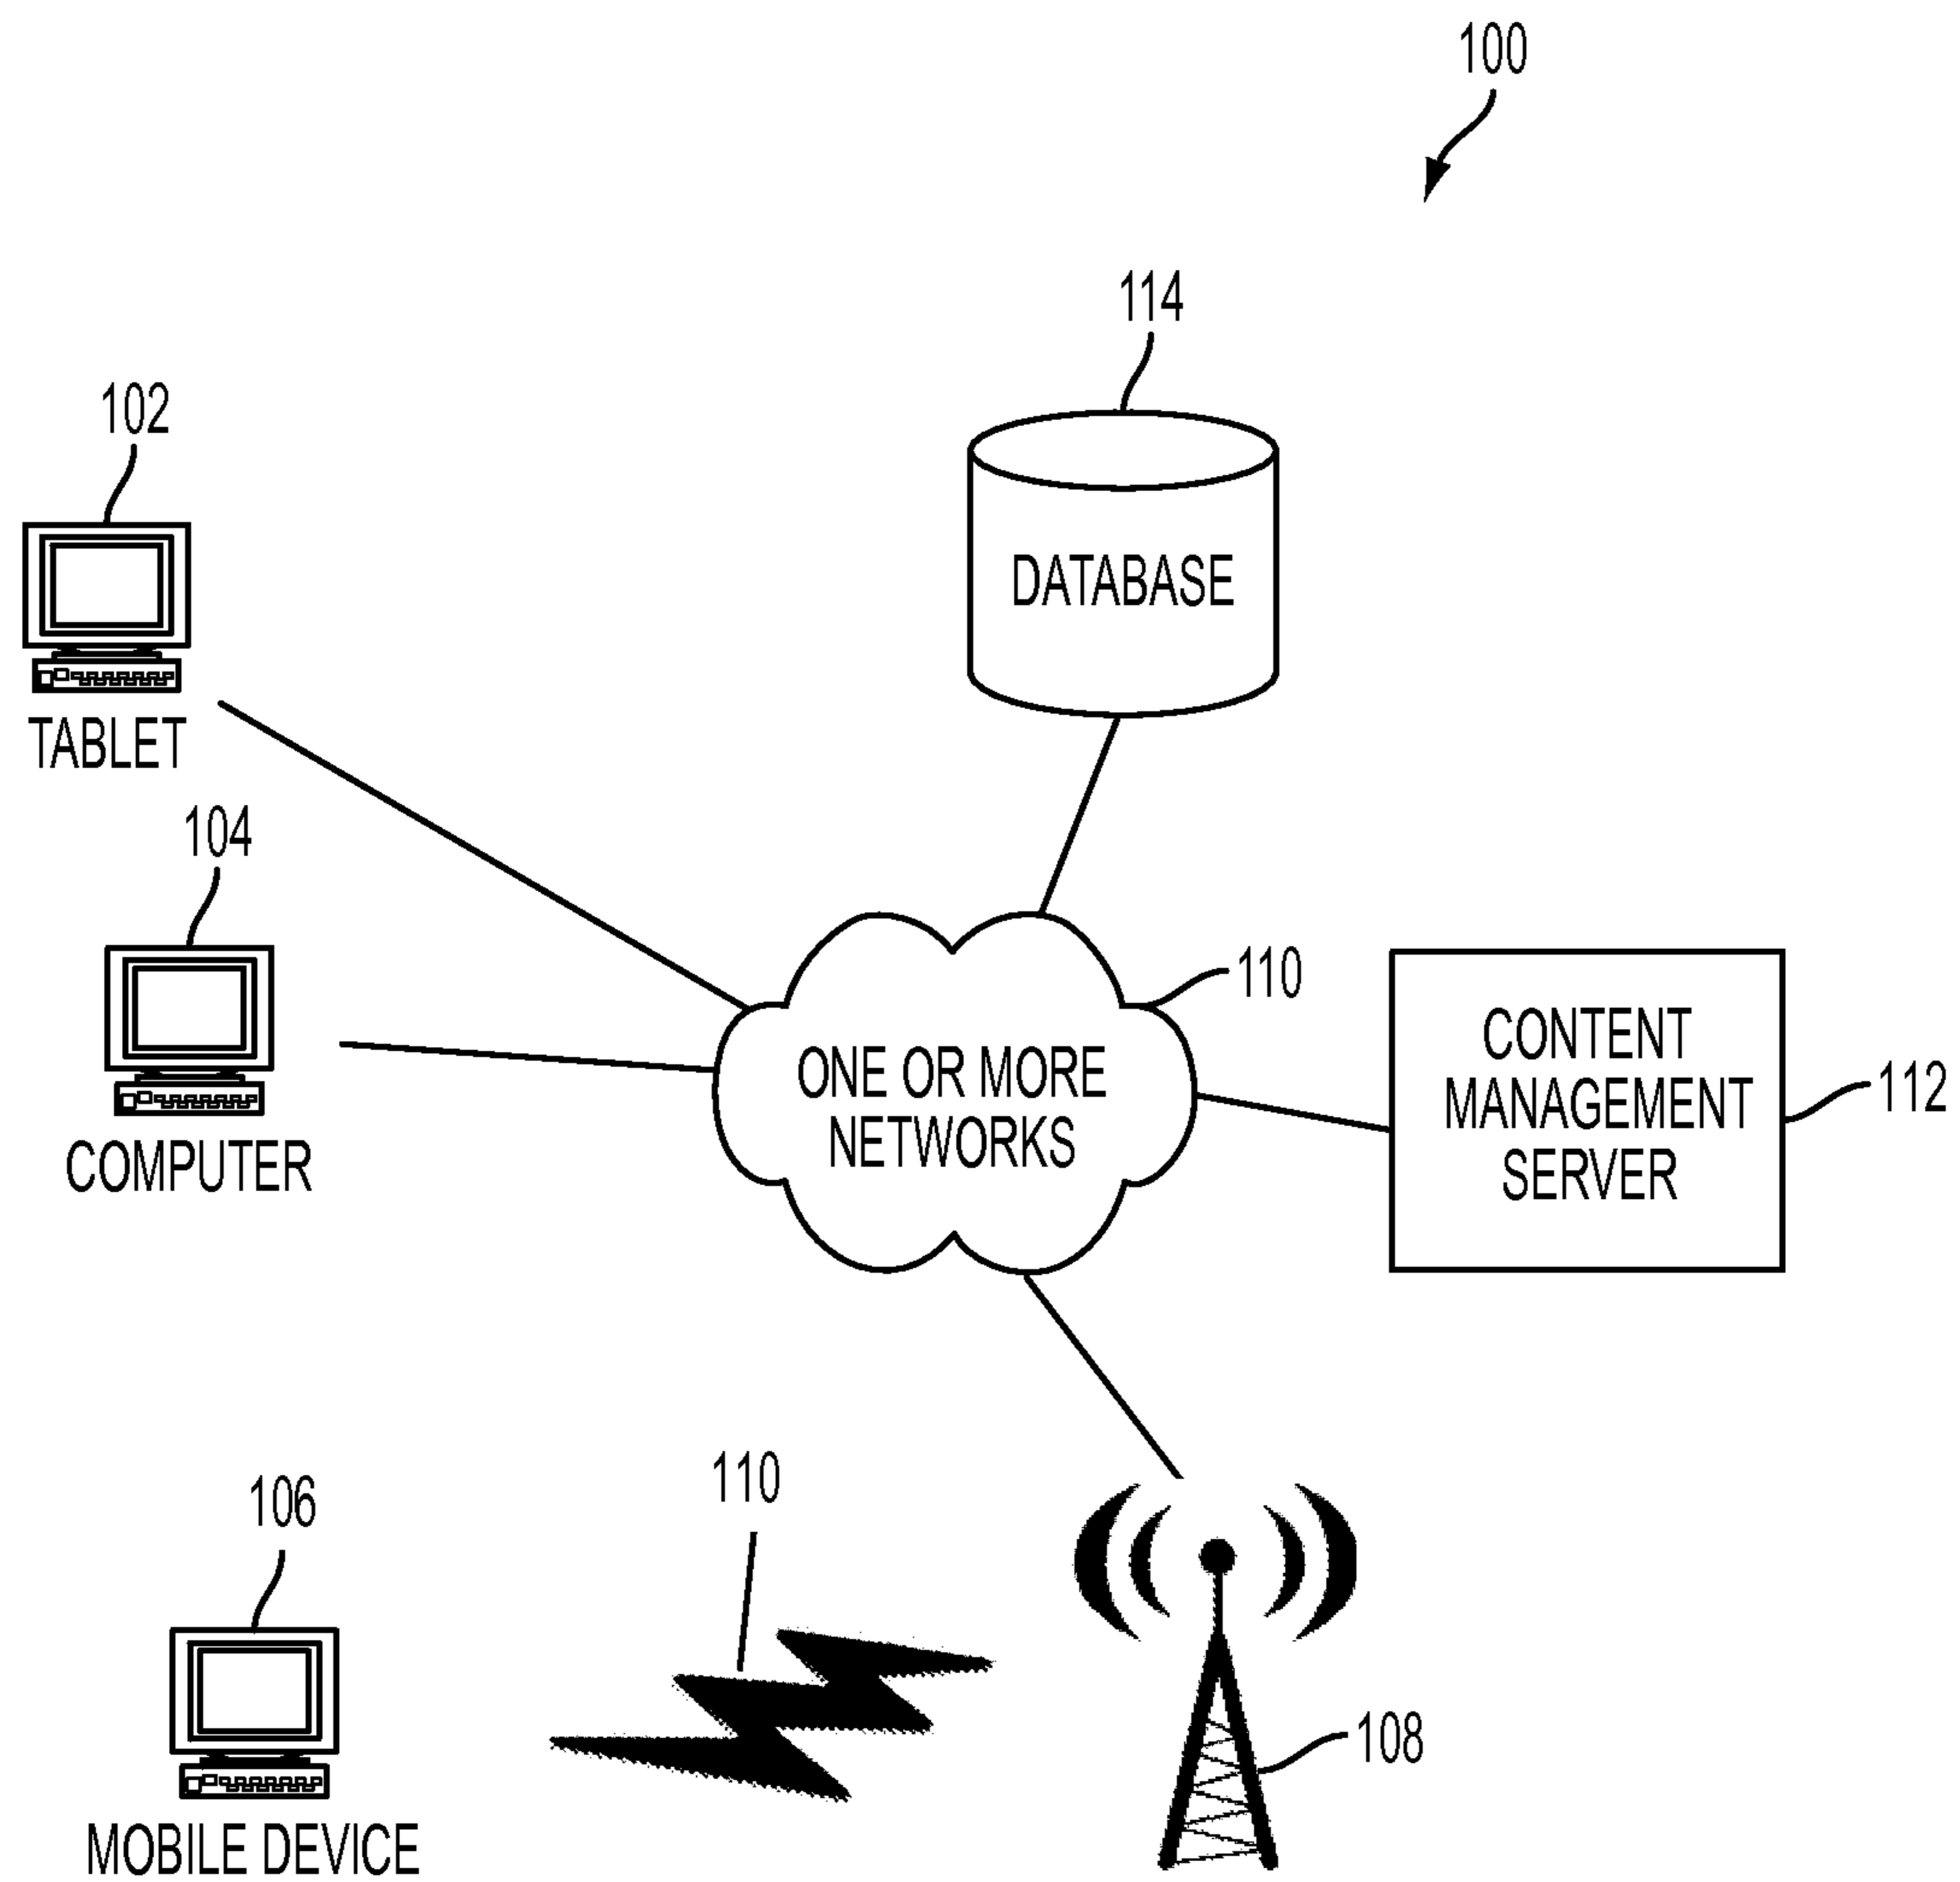 100
114
102
DATABASE
TABLET
104
110
CONTENT
MANAGEMENT
SERVER
112
ONE OR MORE
NETWORKS
COMPUTER
110
106
108
MOBILE DEVICE